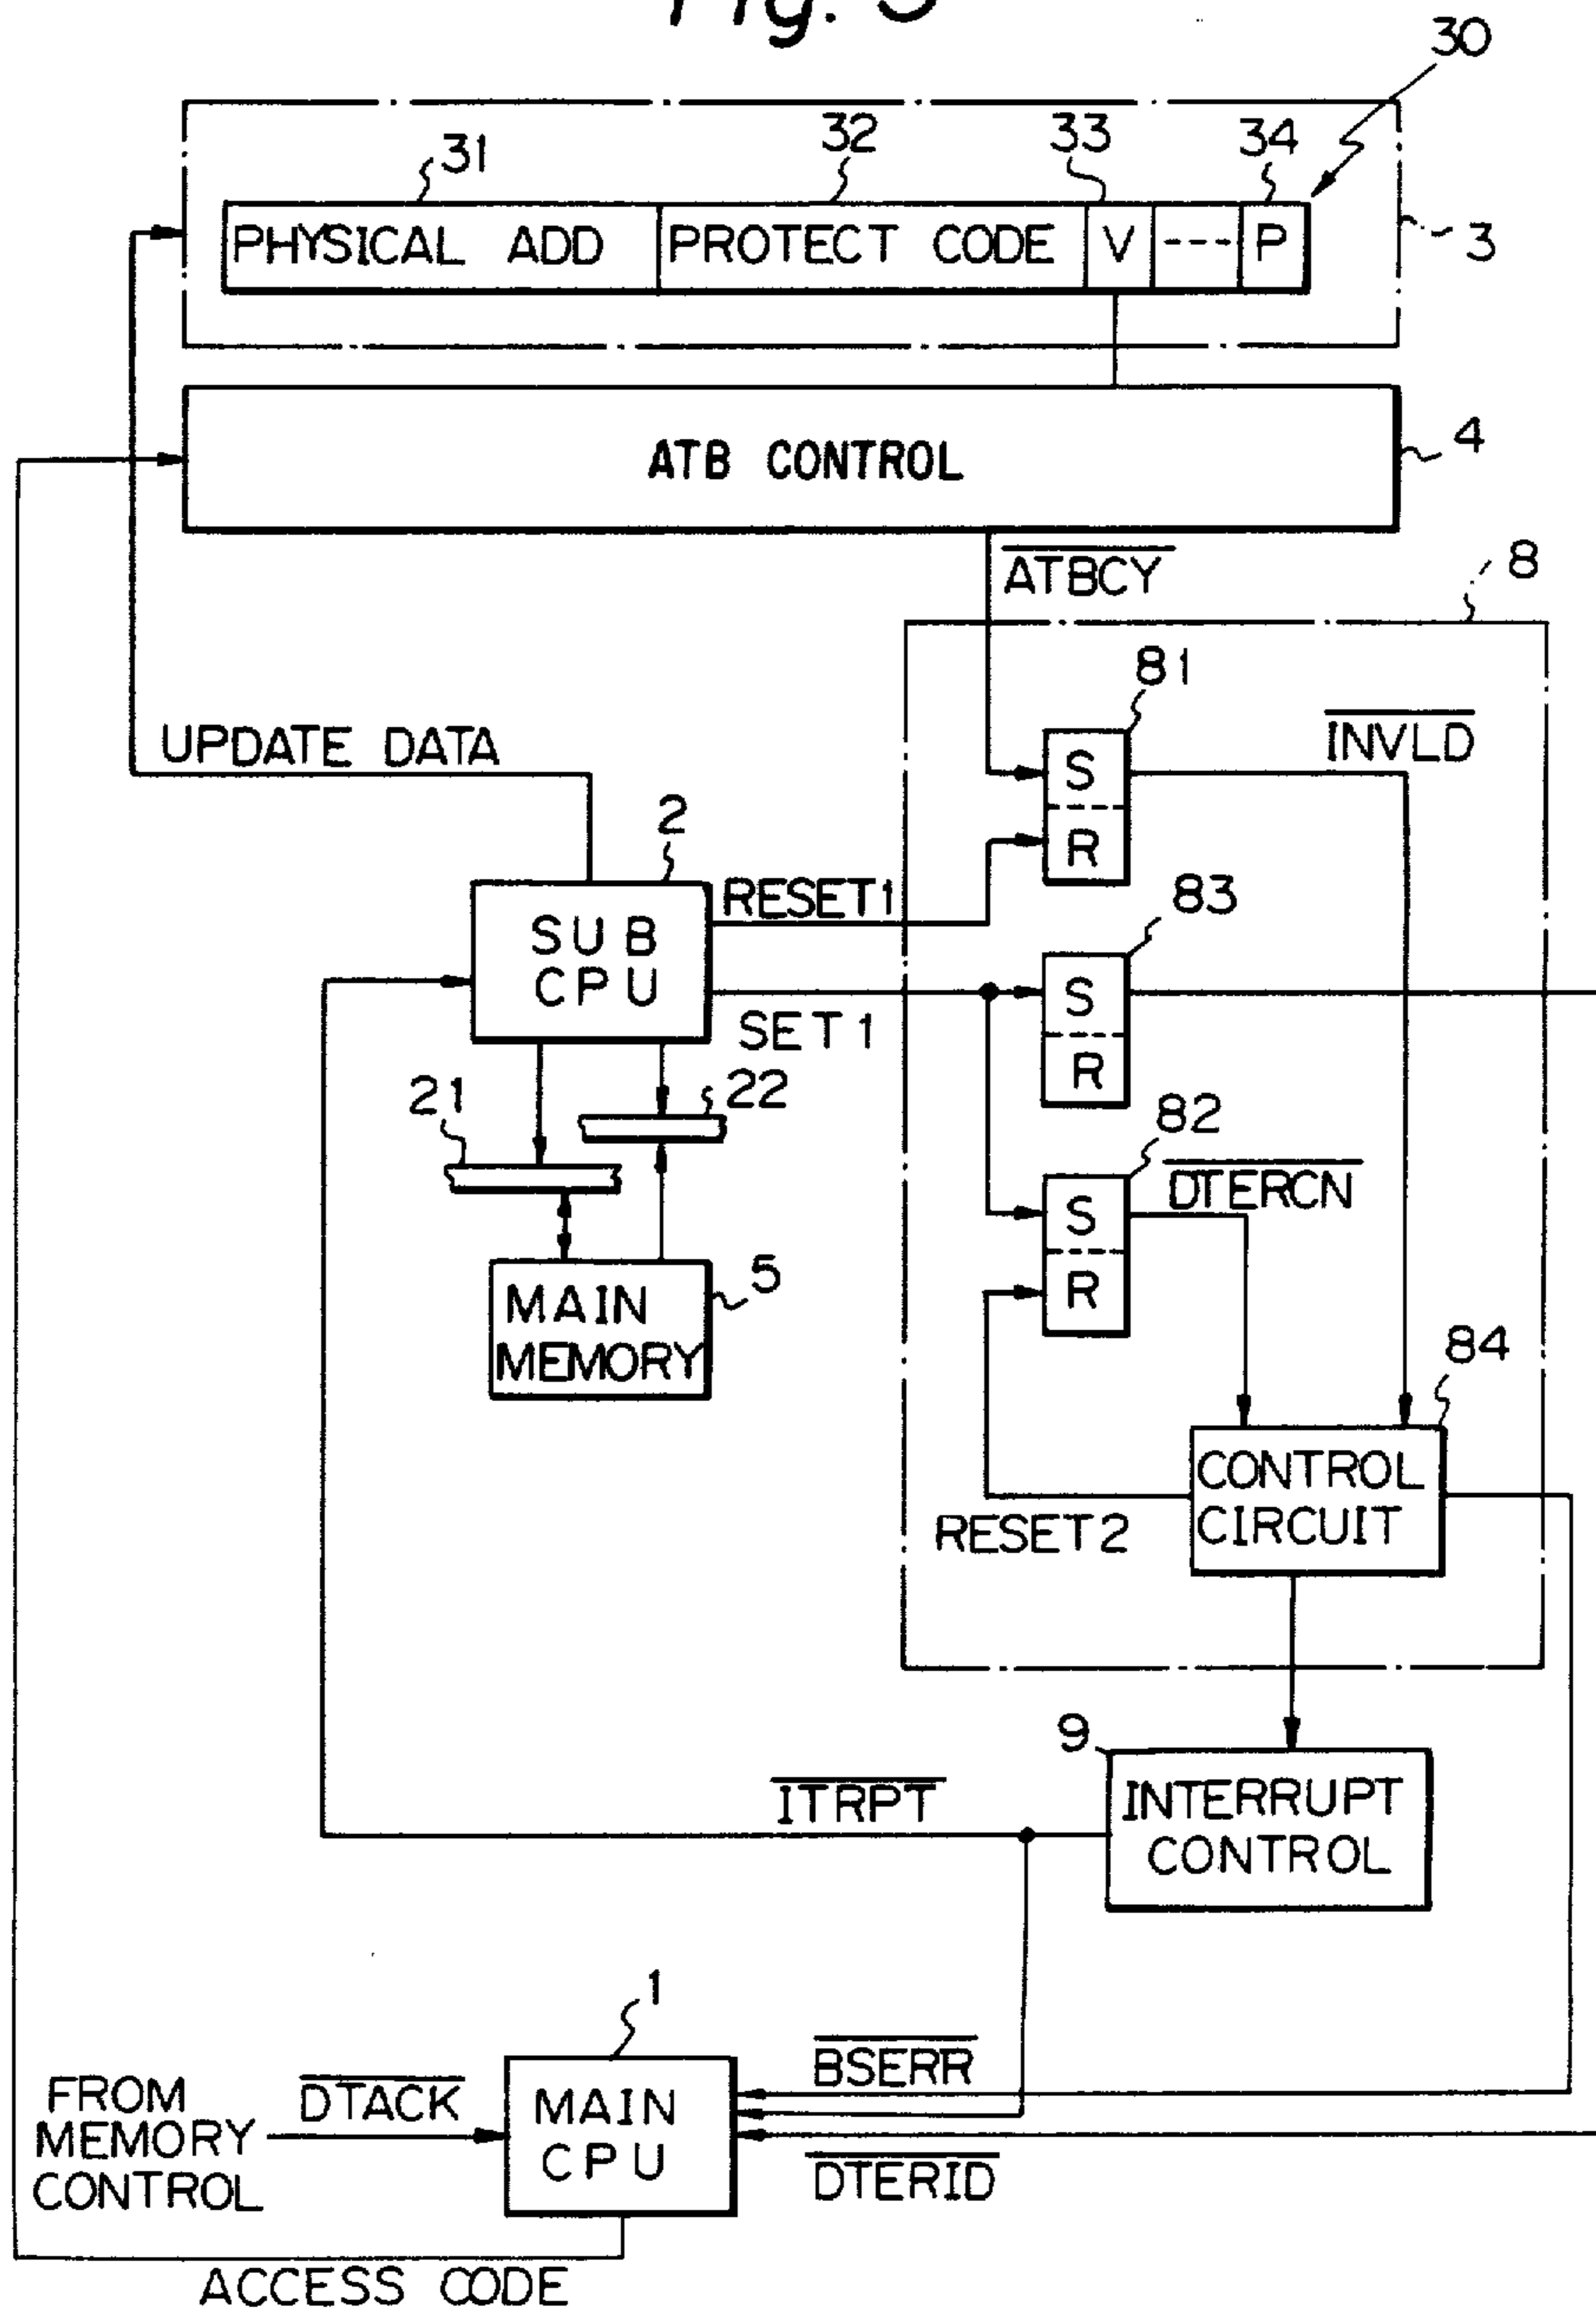 30
31
32
33
34
PHYSICAL ADD
PROTECT CODE
V
----
P
3
ATB CONTROL
4
ATBCY
8
81
S
R
INVLD
UPDATE DATA
2
SUB
CPU
RESET1
83
S
R
SET 1
21
22
82
S
R
DTERCN
MAIN
MEMORY
5
84
CONTROL
CIRCUIT
RESET2
9
INTERRUPT
CONTROL
ITRPT
1
MAIN
CPU
BSERR
DTERID
FROM
MEMORY
CONTROL
DTACK
ACCESS CODE